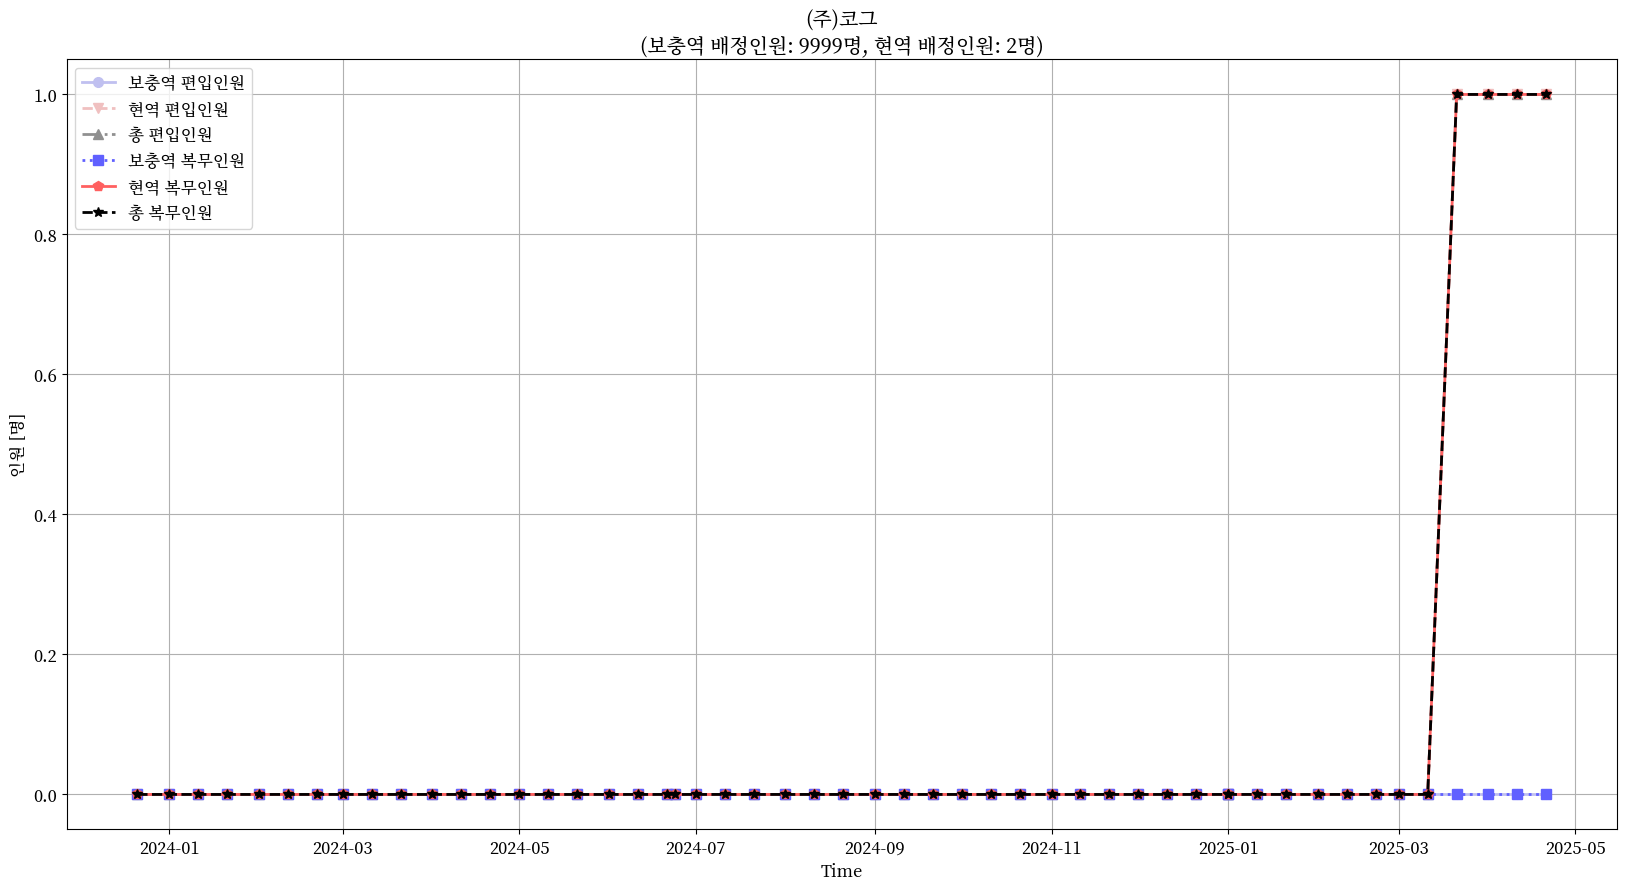 (주)코그
(보충역 배정인원: 9999명, 현역 배정인원: 2명)
보충역 편입인원
현역 편입인원
총 편입인원
보충역 복무인원
현역 복무인원
총 복무인원
1.0
0.8
0.6
0.4
0.2
0.0
인원 [명]
2024-01
2024-03
2024-05
2024-07
2024-09
2024-11
2025-01
2025-03
2025-05
Time